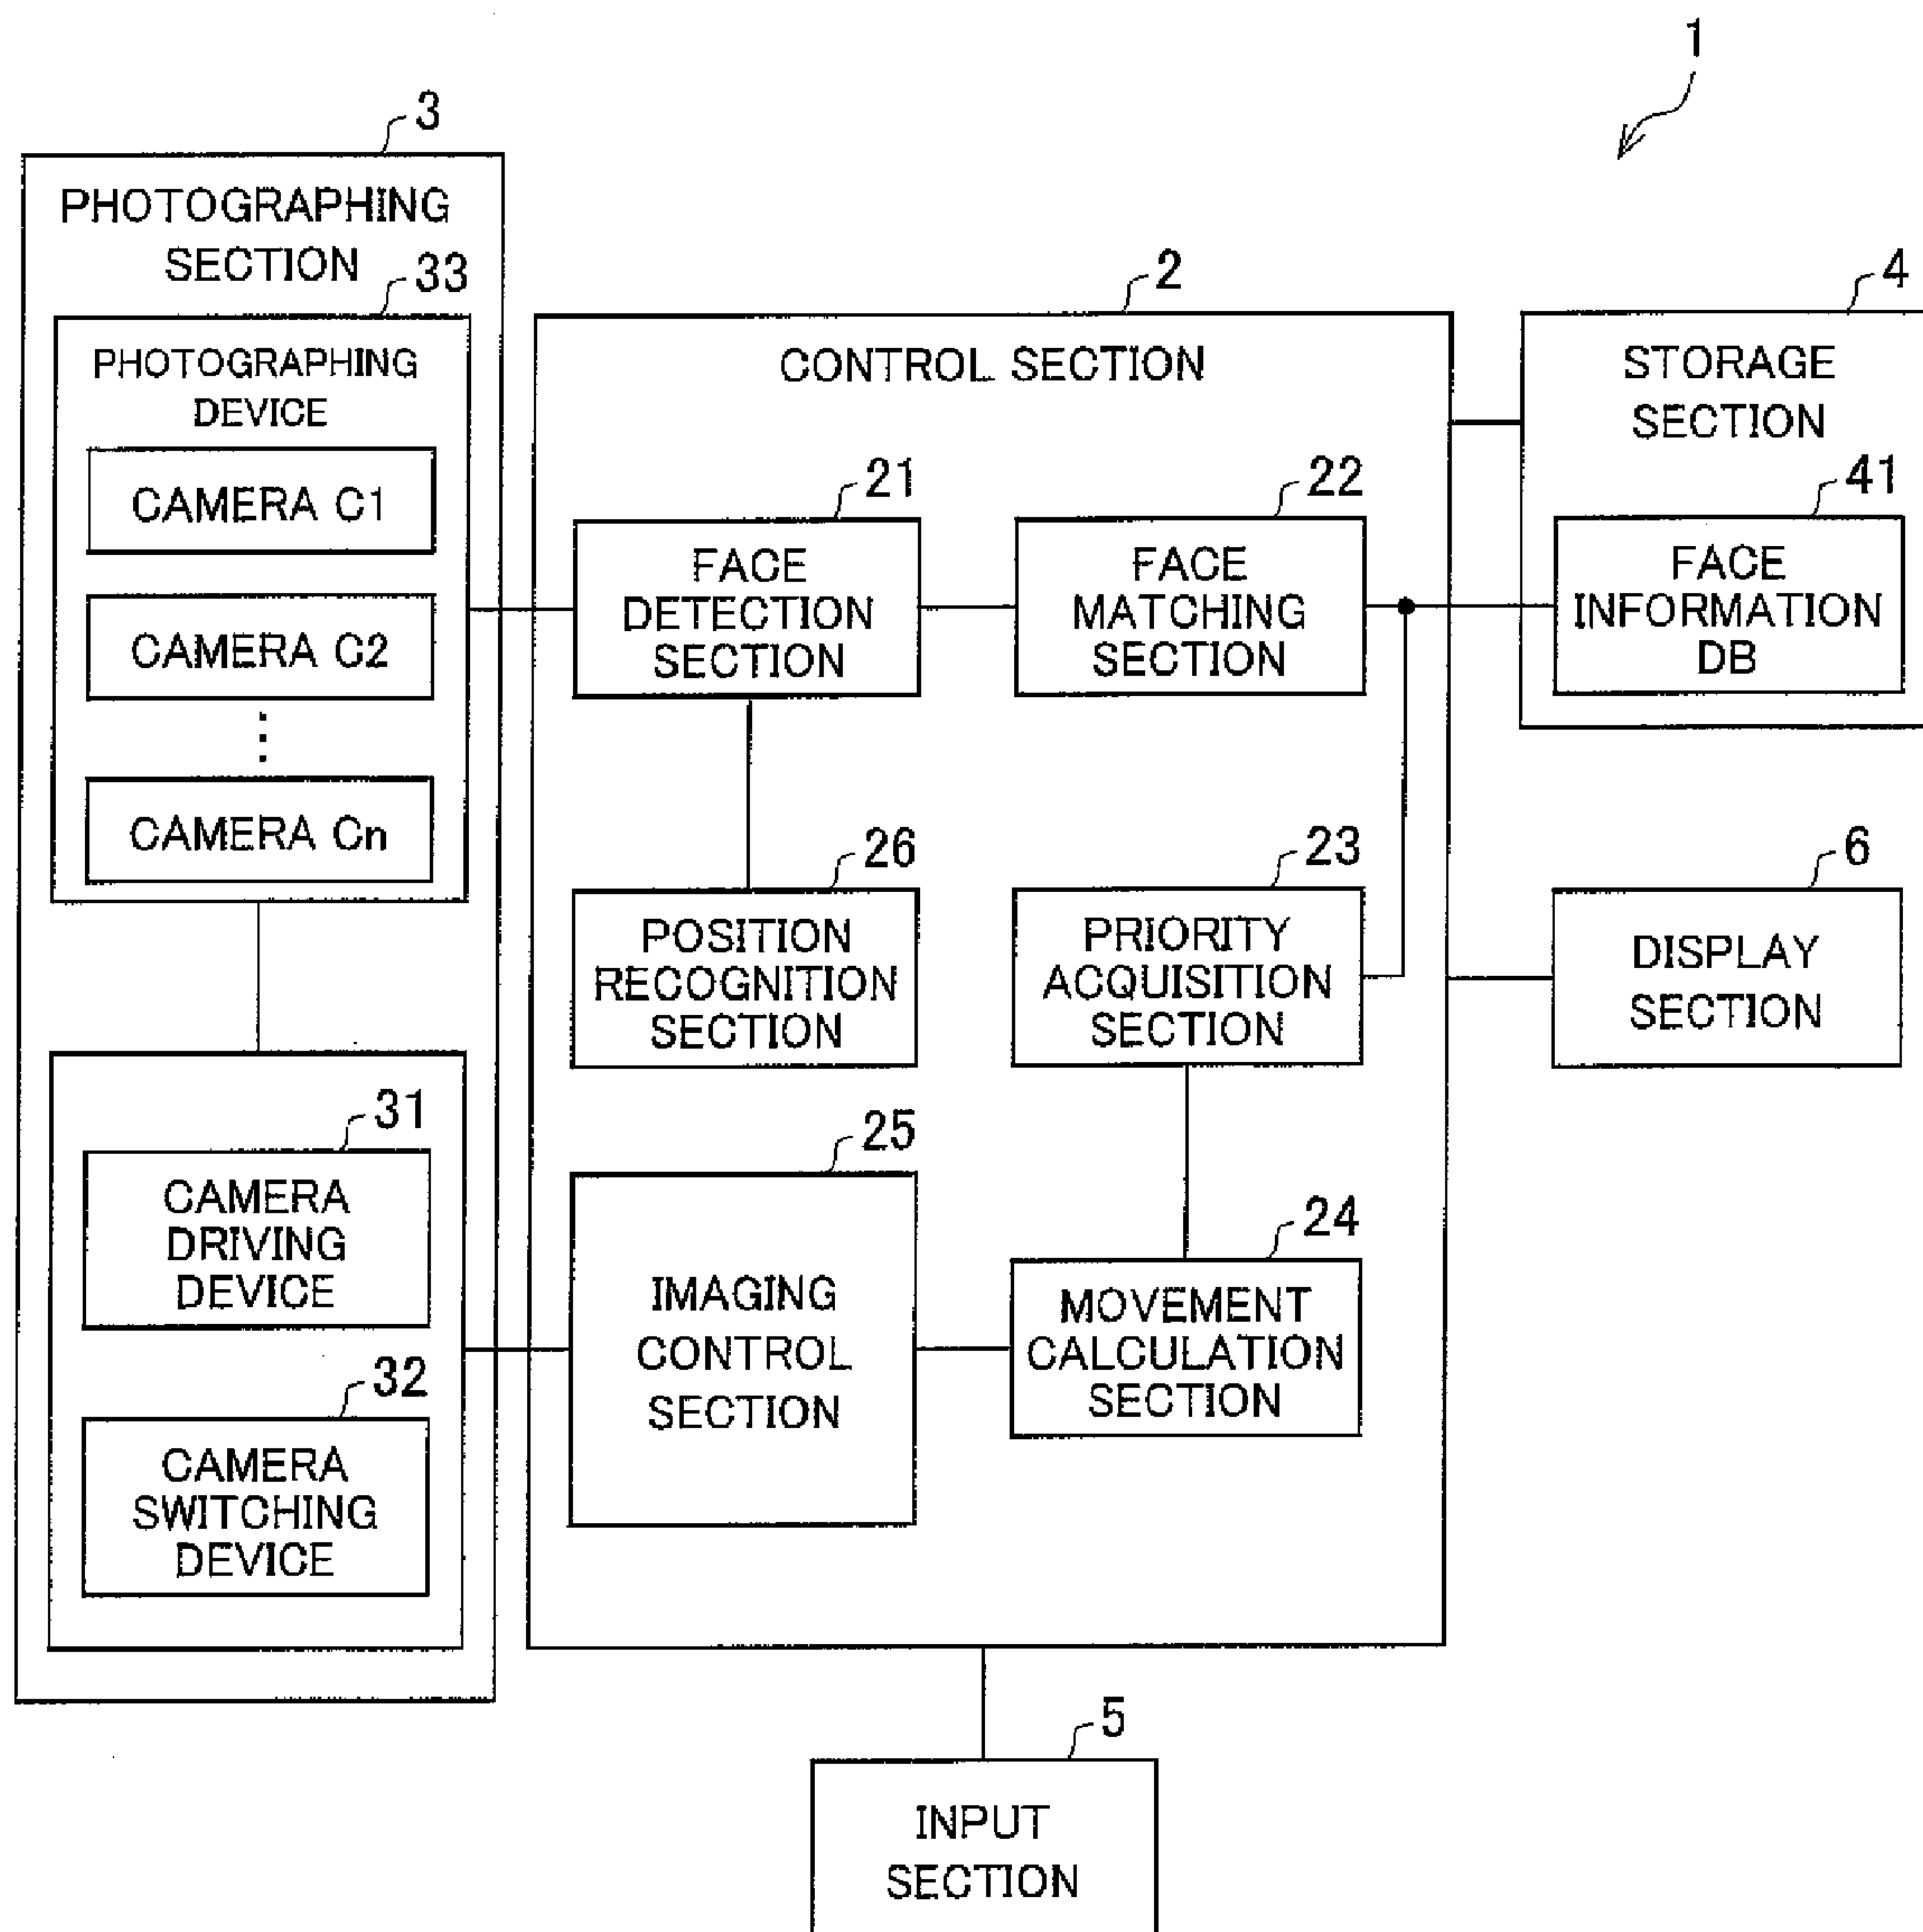 1
3
PHOTOGRAPHING
SECTION
33
PHOTOGRAPHING
DEVICE
CAMERA C1
CAMERA C2
⋮
CAMERA Cn
31
CAMERA
DRIVING
DEVICE
32
CAMERA
SWITCHING
DEVICE
2
CONTROL SECTION
21
FACE
DETECTION
SECTION
22
FACE
MATCHING
SECTION
26
POSITION
RECOGNITION
SECTION
23
PRIORITY
ACQUISITION
SECTION
25
IMAGING
CONTROL
SECTION
24
MOVEMENT
CALCULATION
SECTION
4
STORAGE
SECTION
41
FACE
INFORMATION
DB
6
DISPLAY
SECTION
5
INPUT
SECTION